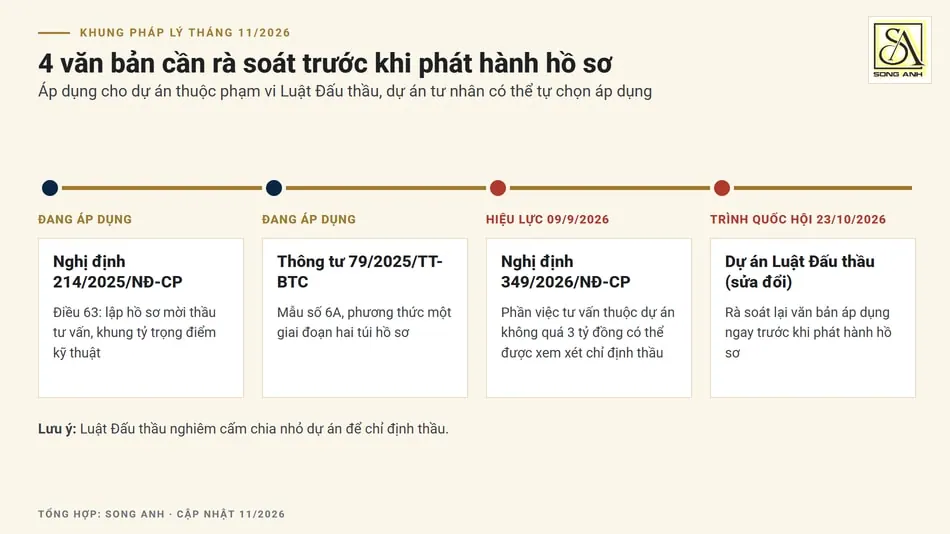 KHUNG PHÁP LÝ THÁNG 11/2026
4 văn bản cần rà soát trước khi phát hành hồ sơ
Áp dụng cho dự án thuộc phạm vi Luật Đấu thầu, dự án tư nhân có thể tự chọn áp dụng
SA
SONG ANH
ĐANG ÁP DỤNG
Nghị định
214/2025/NĐ-CP
Điều 63: lập hồ sơ mời thầu
tư vấn, khung tỷ trọng điểm
kỹ thuật
ĐANG ÁP DỤNG
Thông tư 79/2025/TT-
BTC
Mẫu số 6A, phương thức một
giai đoạn hai túi hồ sơ
HIỆU LỰC 09/9/2026
Nghị định
349/2026/NĐ-CP
Phần việc tư vấn thuộc dự án
không quá 3 tỷ đồng có thể
được xem xét chỉ định thầu
TRÌNH QUỐC HỘI 23/10/2026
Dự án Luật Đấu thầu
(sửa đổi)
Rà soát lại văn bản áp dụng
ngay trước khi phát hành hồ
sơ
Lưu ý: Luật Đấu thầu nghiêm cấm chia nhỏ dự án để chỉ định thầu.
TỔNG HỢP: SONG ANH · CẬP NHẬT 11/2026